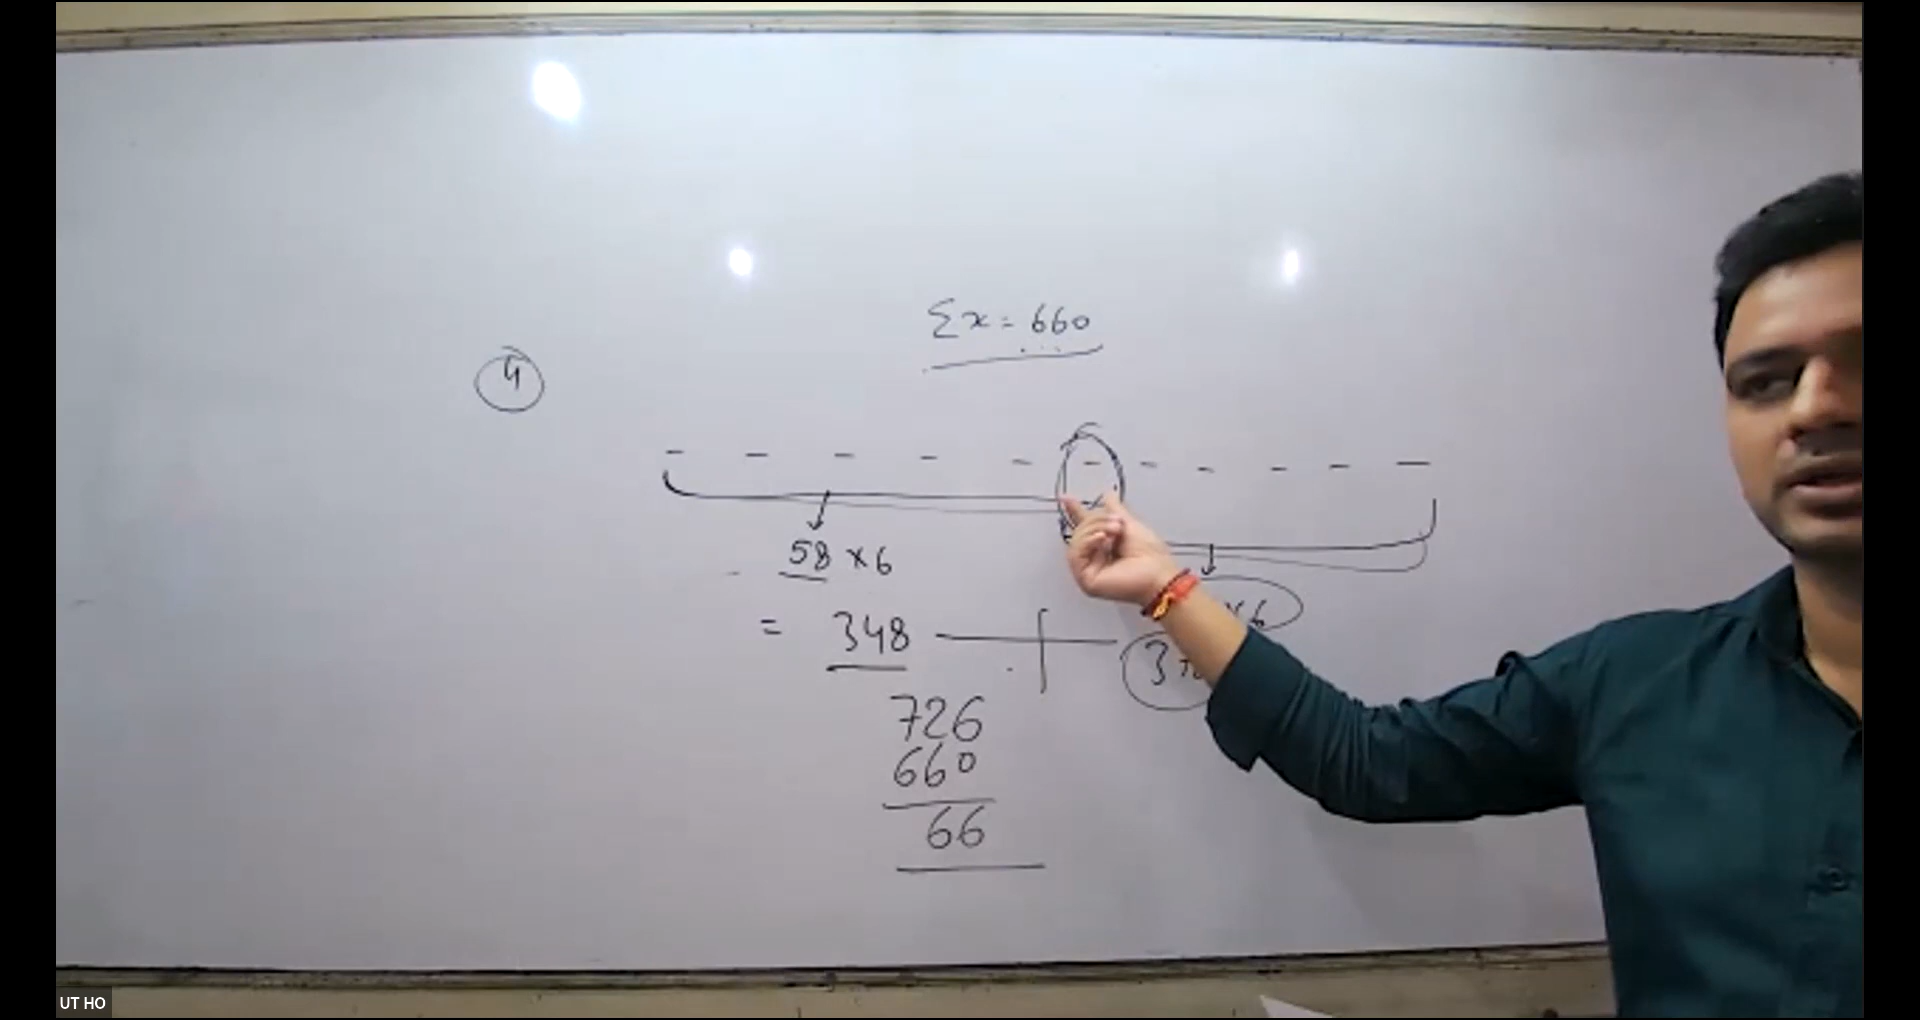 Σx = 660
4
58 × 6
= 348
726
660
66
UT HO